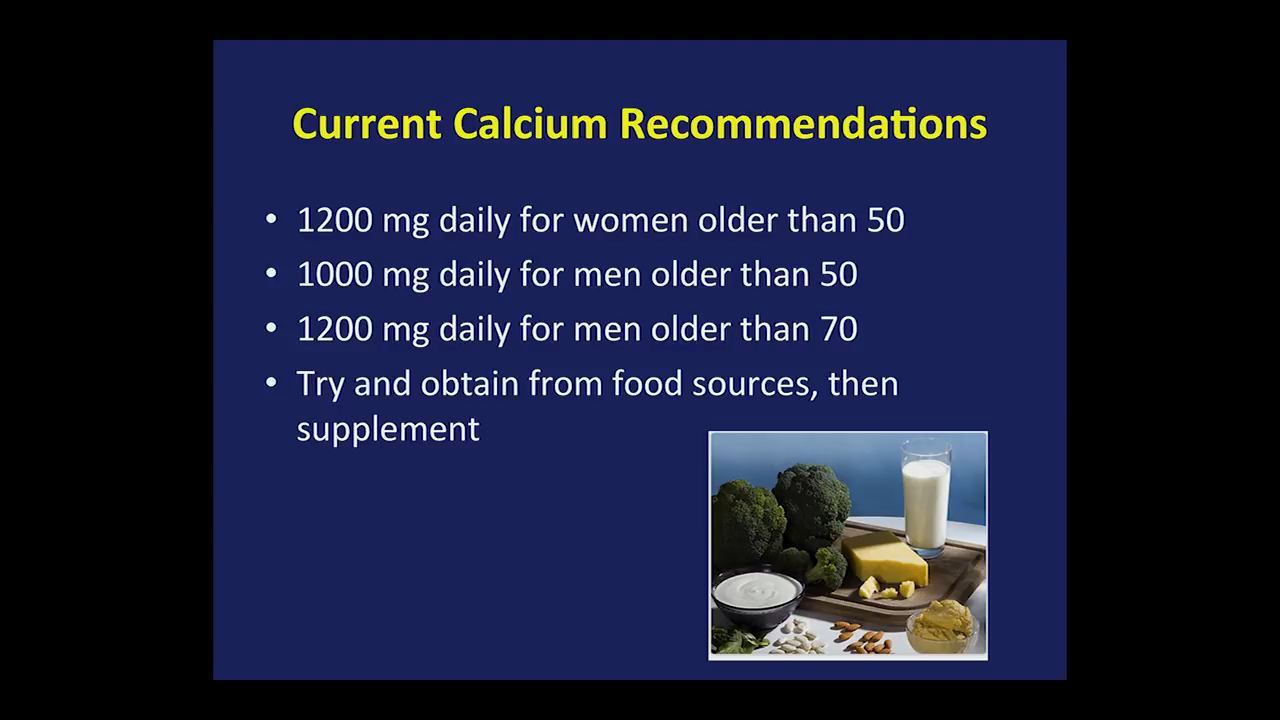 Current Calcium Recommendations
• 1200 mg daily for women older than 50
• 1000 mg daily for men older than 50
• 1200 mg daily for men older than 70
• Try and obtain from food sources, then
supplement